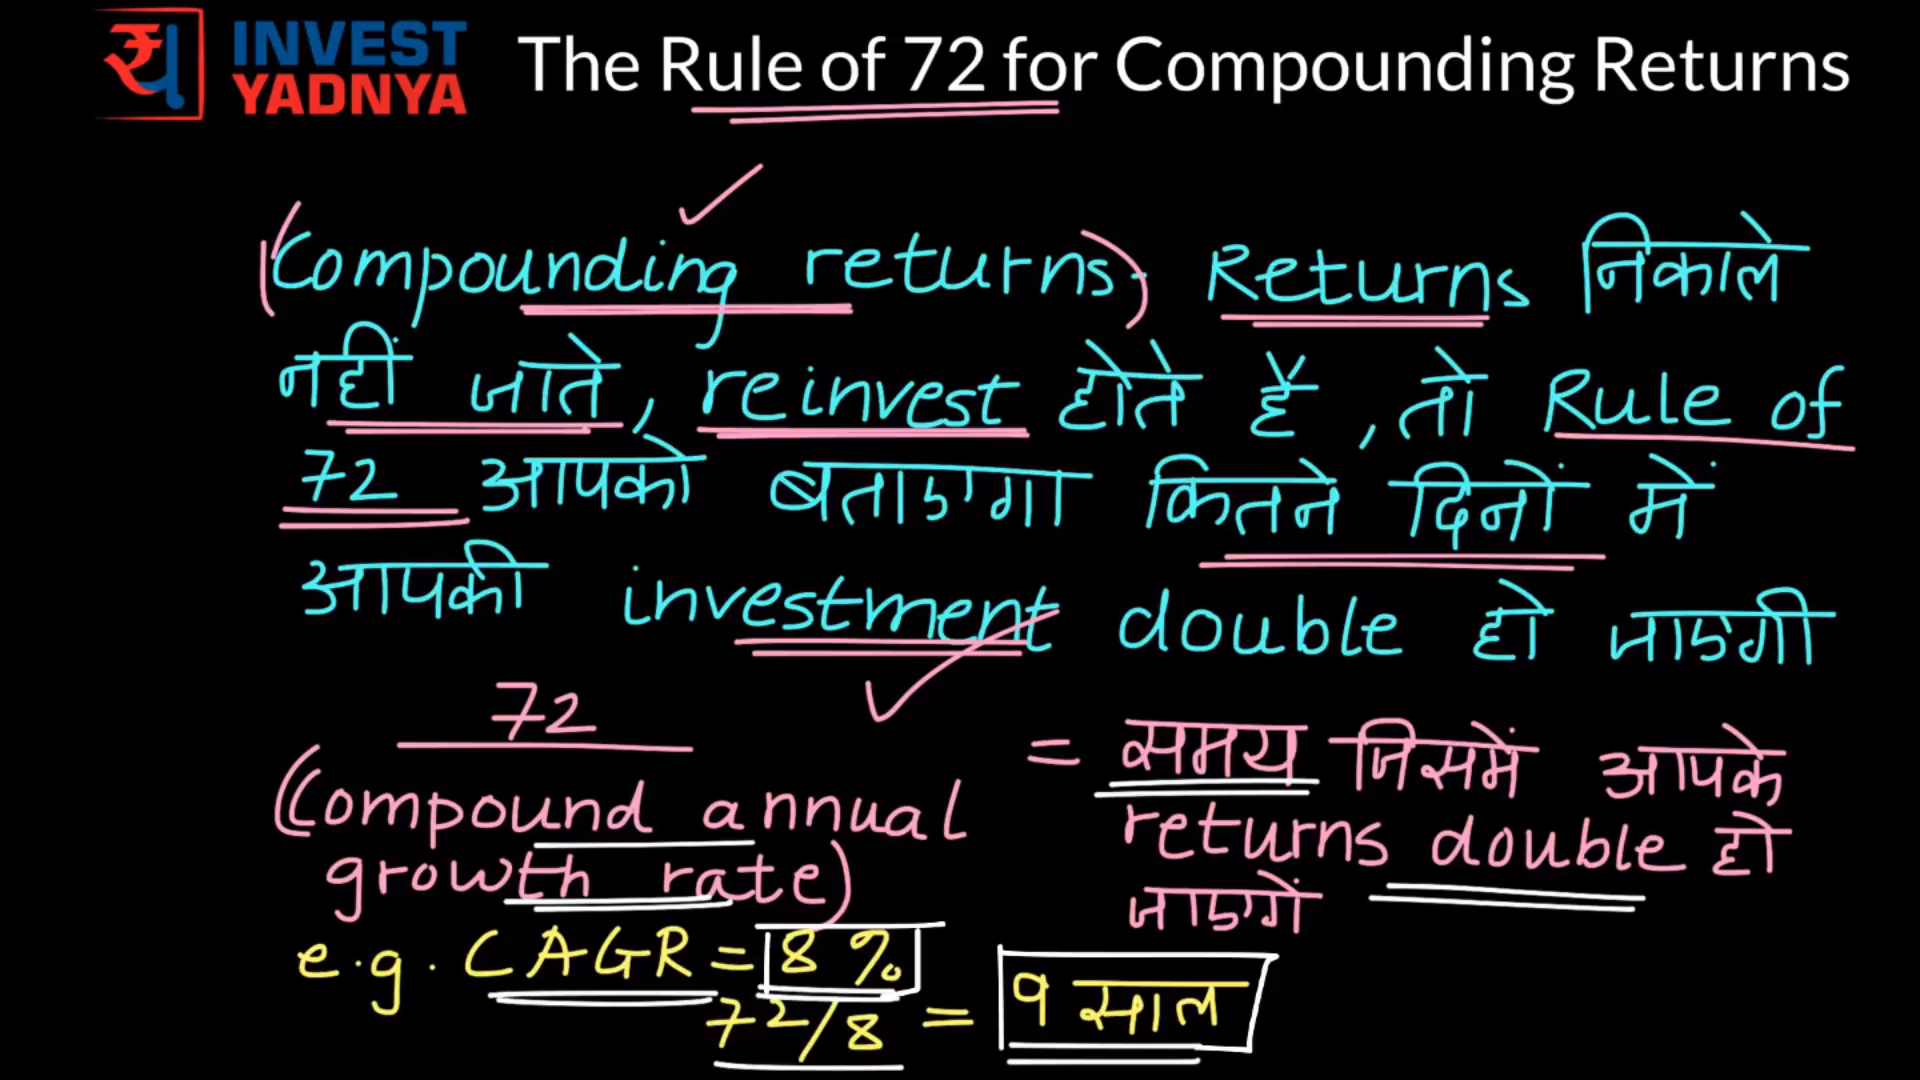 INVEST
YADNYA
The Rule of 72 for Compounding Returns
(Compounding returns) Returns निकाले
नहीं जाते, reinvest होते हैं, तो Rule of
72 आपको बताएगा कितने दिनों में
आपकी investment double हो जाएगी
72
(Compound annual
growth rate)
= समय जिसमें आपके
returns double हो
जाएंगे
e.g. CAGR = 8%
72/8 = 9 साल